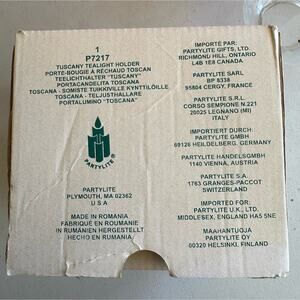 1
P7217
TUSCANY TEALIGHT HOLDER
PORTE-BOUGIE A RÉCHAUD TOSCAN
TEELICHTHALTER "TUSCANY"
PORTACANDELITA TOSCANA
TOSCANA - SOMISTE TUIKKIVILLE KYNTTILÖILLE
TOSCANA - TELJUSTHALLARE
PORTALUMINO "TOSCANA"
PARTYLITE®
PARTYLITE
PLYMOUTH, MA 02362
U S A
MADE IN ROMANIA
FABRIQUÉ EN ROUMANIE
IN RUMÄNIEN HERGESTELLT
HECHO EN RUMANIA
IMPORTÉ PAR:
PARTYLITE GIFTS, LTD.
RICHMOND HILL, ONTARIO
L4B 1E8 CANADA
PARTYLITE SARL
BP 8338
95804 CERGY, FRANCE
PARTYLITE S.R.L.
CORSO SEMPIONE N.221
20025 LEGNANO (MI)
ITALY
IMPORTIERT DURCH:
PARTYLITE GMBH
69126 HEIDELBERG, GERMANY
PARTYLITE HANDELSGMBH
1140 VIENNA, AUSTRIA
PARTYLITE S.A.
1763 GRANGES-PACCOT
SWITZERLAND
IMPORTED FOR:
PARTYLITE U.K., LTD.
MIDDLESEX, ENGLAND HA5 5NE
MAAHANTUOJA
PARTYLITE OY
00320 HELSINKI, FINLAND